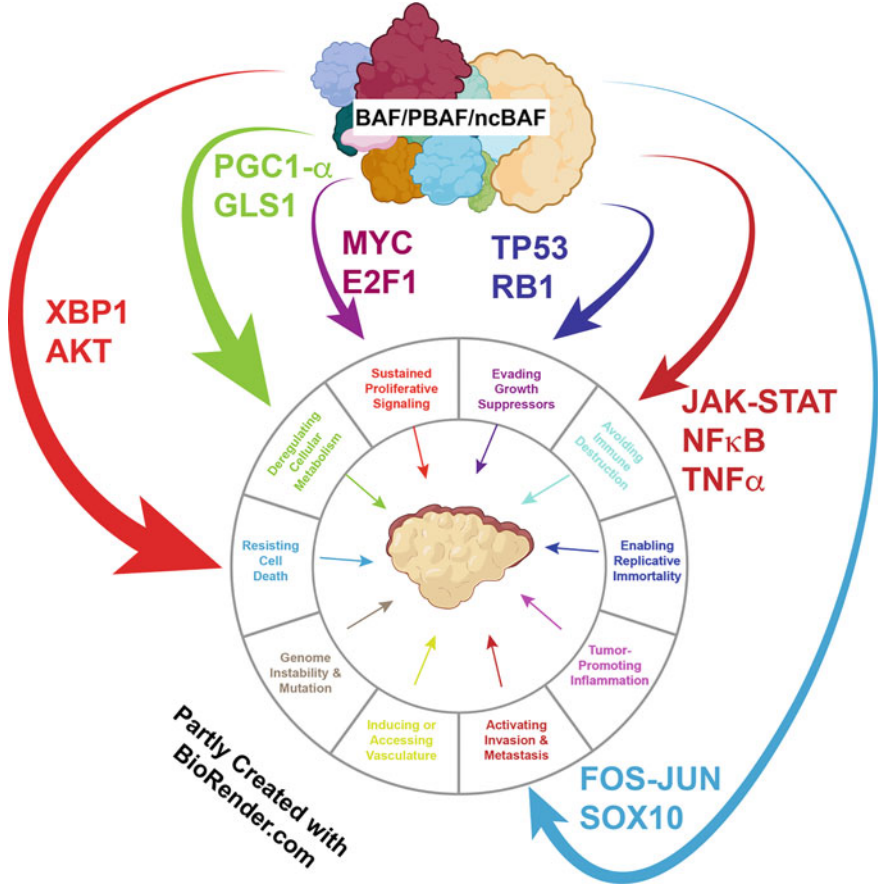 BAF/PBAF/ncBAF
PGC1-α
GLS1
MYC
E2F1
TP53
RB1
XBP1
AKT
JAK-STAT
NFκB
TNFα
Sustained
Proliferative
Signaling
Evading
Growth
Suppressors
Deregulating
Cellular
Metabolism
Avoiding
Immune
Destruction
Resisting
Cell
Death
Enabling
Replicative
Immortality
Genome
Instability &
Mutation
Tumor-
Promoting
Inflammation
Inducing or
Accessing
Vasculature
Activating
Invasion &
Metastasis
FOS-JUN
SOX10
Partly Created with
BioRender.com